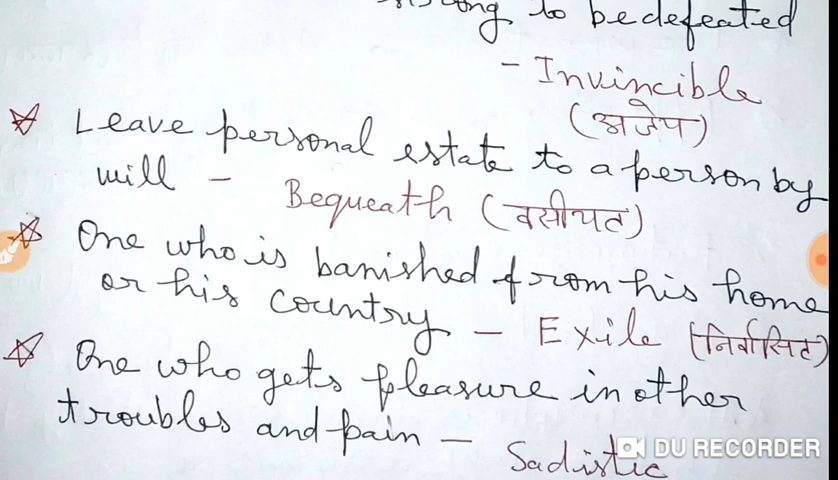 to be defeated
- Invincible
(अजेय)
☆ Leave personal estate to a person by
will - Bequeath (वसीयत)
☆ One who is banished from his home
or his country - Exile (निर्वासित)
☆ One who gets pleasure in other
troubles and pain - Sadistic
DU RECORDER